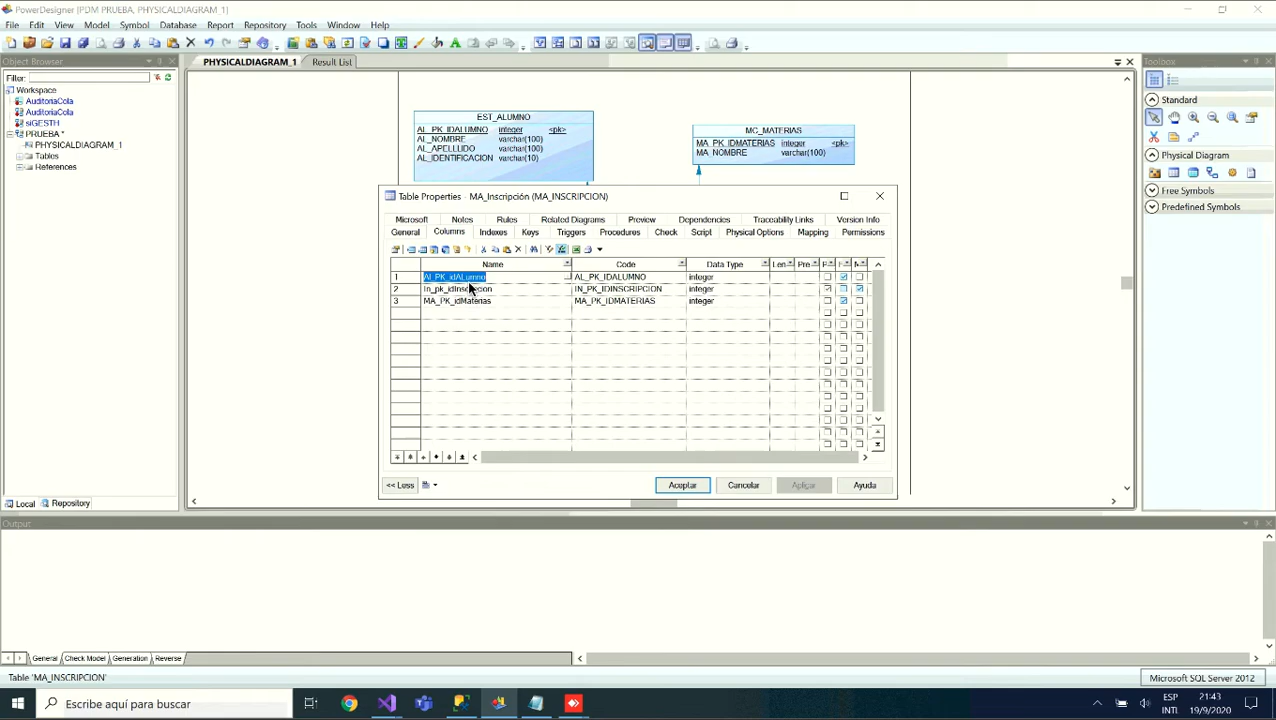 PowerDesigner - [PDM PRUEBA, PHYSICALDIAGRAM_1]
File Edit View Model Symbol Database Report Repository Tools Window Help
Object Browser
PHYSICALDIAGRAM_1 Result List
Toolbox
Filter:
Workspace
AuditoriaCola
AuditoriaCola
siGESTH
PRUEBA *
PHYSICALDIAGRAM_1
Tables
References
Standard
Physical Diagram
Free Symbols
Predefined Symbols
EST_ALUMNO
AL_PK_IDALUMNO integer <pk>
AL_NOMBRE varchar(100)
AL_APELLLIDO varchar(100)
AL_IDENTIFICACION varchar(10)
MC_MATERIAS
MA_PK_IDMATERIAS integer <pk>
MA_NOMBRE varchar(100)
Table Properties - MA_Inscripción (MA_INSCRIPCION)
Microsoft Notes Rules Related Diagrams Preview Dependencies Traceability Links Version Info
General Columns Indexes Keys Triggers Procedures Check Script Physical Options Mapping Permissions
Name Code Data Type Len Pre
1 Al_PK_idALumno AL_PK_IDALUMNO integer
2 In_pk_idInscripcion IN_PK_IDINSCRIPCION integer
3 MA_PK_idMaterias MA_PK_IDMATERIAS integer
<< Less Aceptar Cancelar Aplicar Ayuda
Local Repository
Output
General Check Model Generation Reverse
Table 'MA_INSCRIPCION'
Microsoft SQL Server 2012
Escribe aquí para buscar
ESP
INTL
21:43
19/9/2020